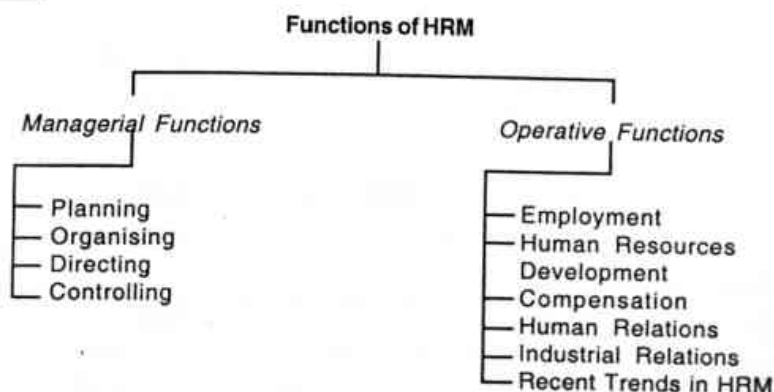 Functions of HRM
Managerial Functions
Planning
Organising
Directing
Controlling
Operative Functions
Employment
Human Resources
Development
Compensation
Human Relations
Industrial Relations
Recent Trends in HRM